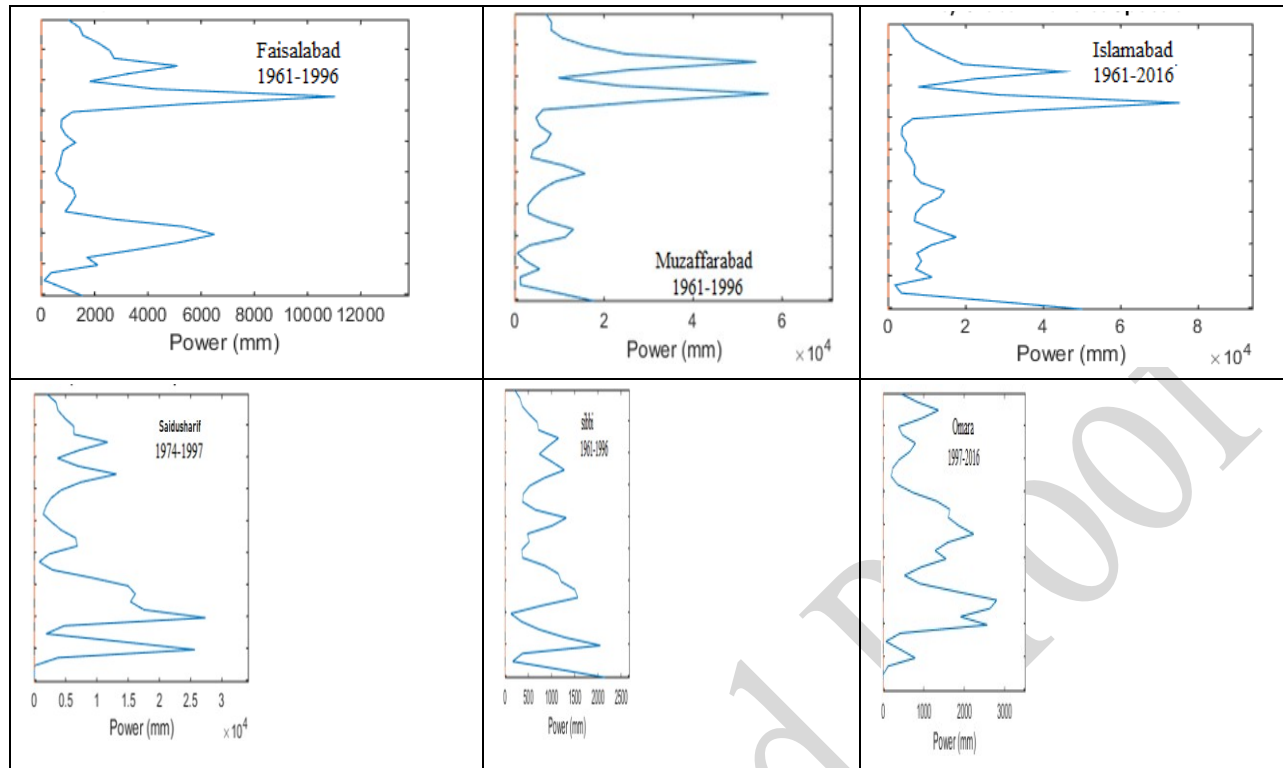 Faisalabad
1961-1996
0 2000 4000 6000 8000 10000 12000
Power (mm)
Muzaffarabad
1961-1996
0 2 4 6
Power (mm) ×10^4
Islamabad
1961-2016
0 2 4 6 8
Power (mm) ×10^4
Saidusharif
1974-1997
0 0.5 1 1.5 2 2.5 3
Power (mm) ×10^4
sibbi
1961-1996
0 500 1000 1500 2000 2500
Power (mm)
Omara
1997-2016
0 1000 2000 3000
Power (mm)